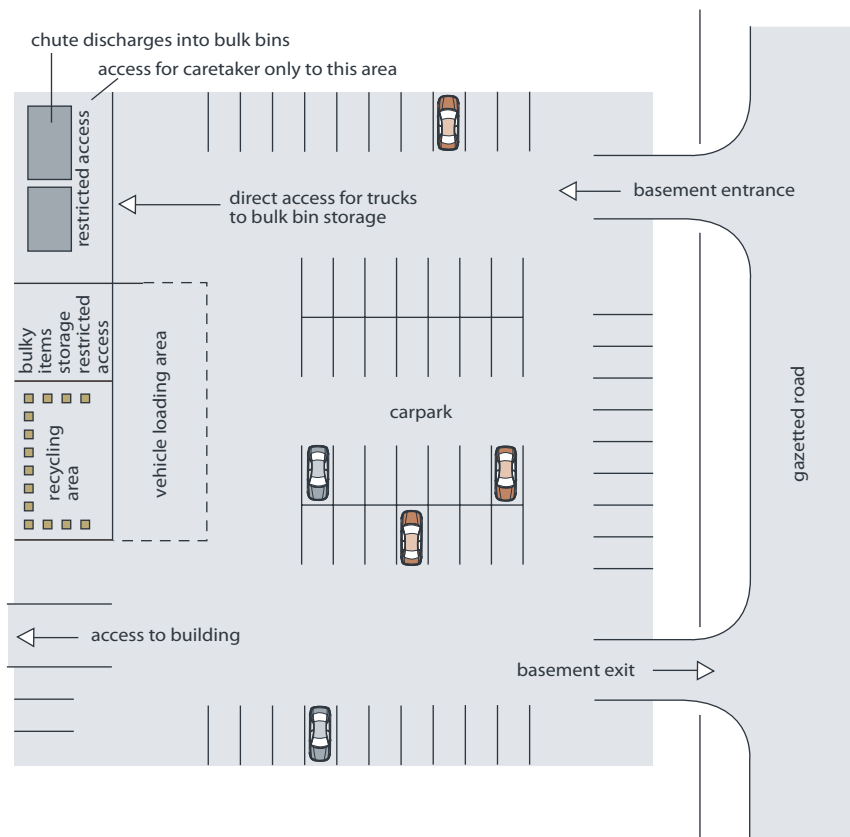 chute discharges into bulk bins
access for caretaker only to this area
restricted access
direct access for trucks
to bulk bin storage
basement entrance
bulky
items
storage
restricted
access
vehicle loading area
carpark
gazetted road
recycling
area
access to building
basement exit